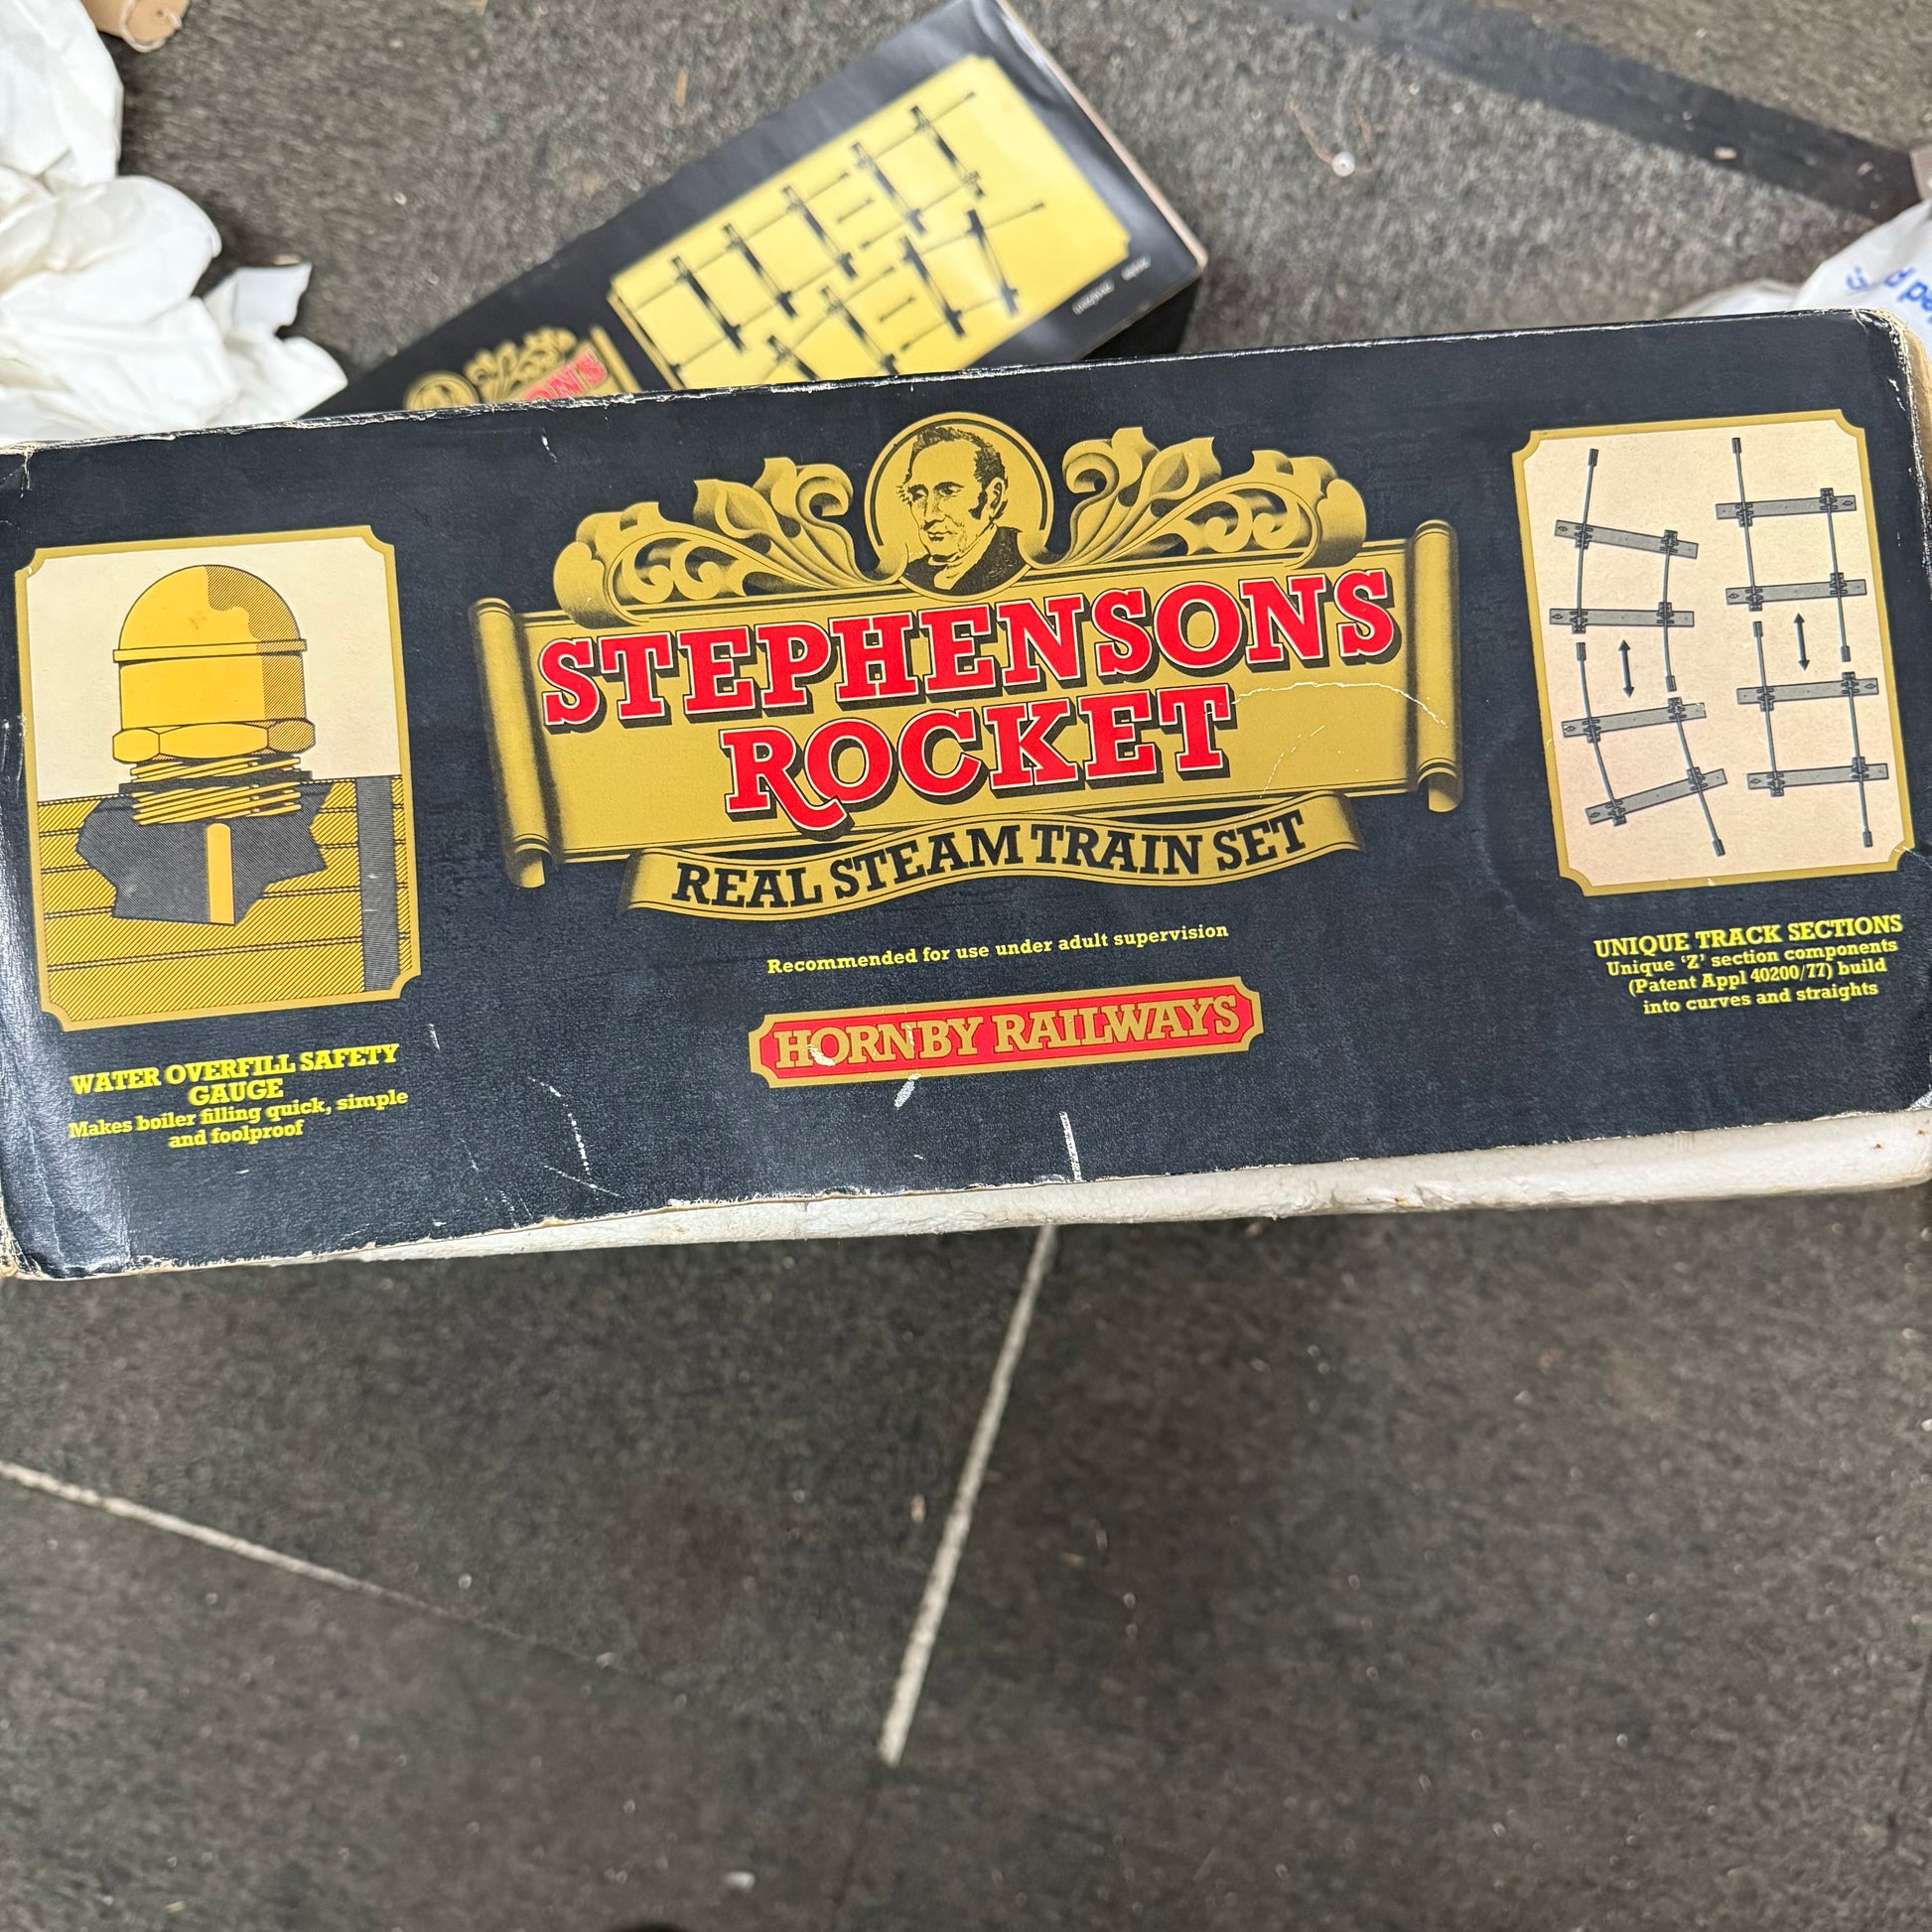 STEPHENSONS
ROCKET
REAL STEAM TRAIN SET
Recommended for use under adult supervision
HORNBY RAILWAYS
WATER OVERFILL SAFETY
GAUGE
Makes boiler filling quick, simple
and foolproof
UNIQUE TRACK SECTIONS
Unique ‘Z’ section components
(Patent Appl 40200/77) build
into curves and straights